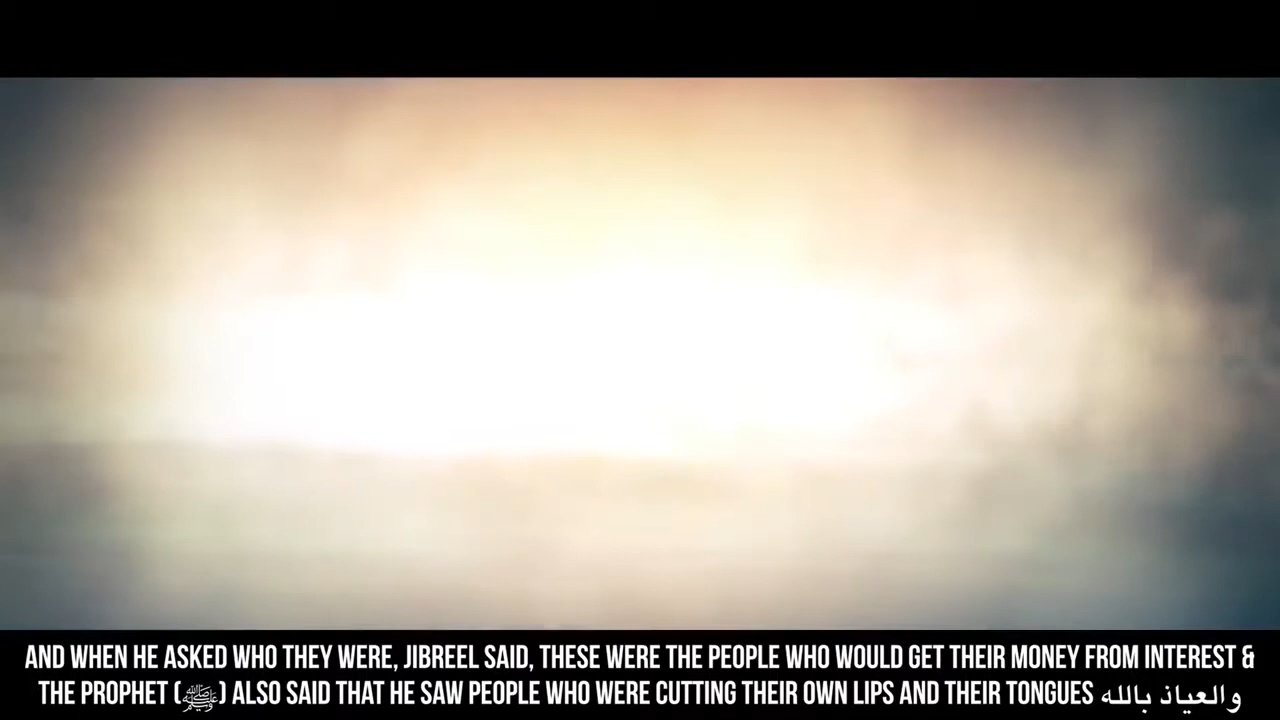 AND WHEN HE ASKED WHO THEY WERE, JIBREEL SAID, THESE WERE THE PEOPLE WHO WOULD GET THEIR MONEY FROM INTEREST &
THE PROPHET (ﷺ) ALSO SAID THAT HE SAW PEOPLE WHO WERE CUTTING THEIR OWN LIPS AND THEIR TONGUES والعياذ بالله